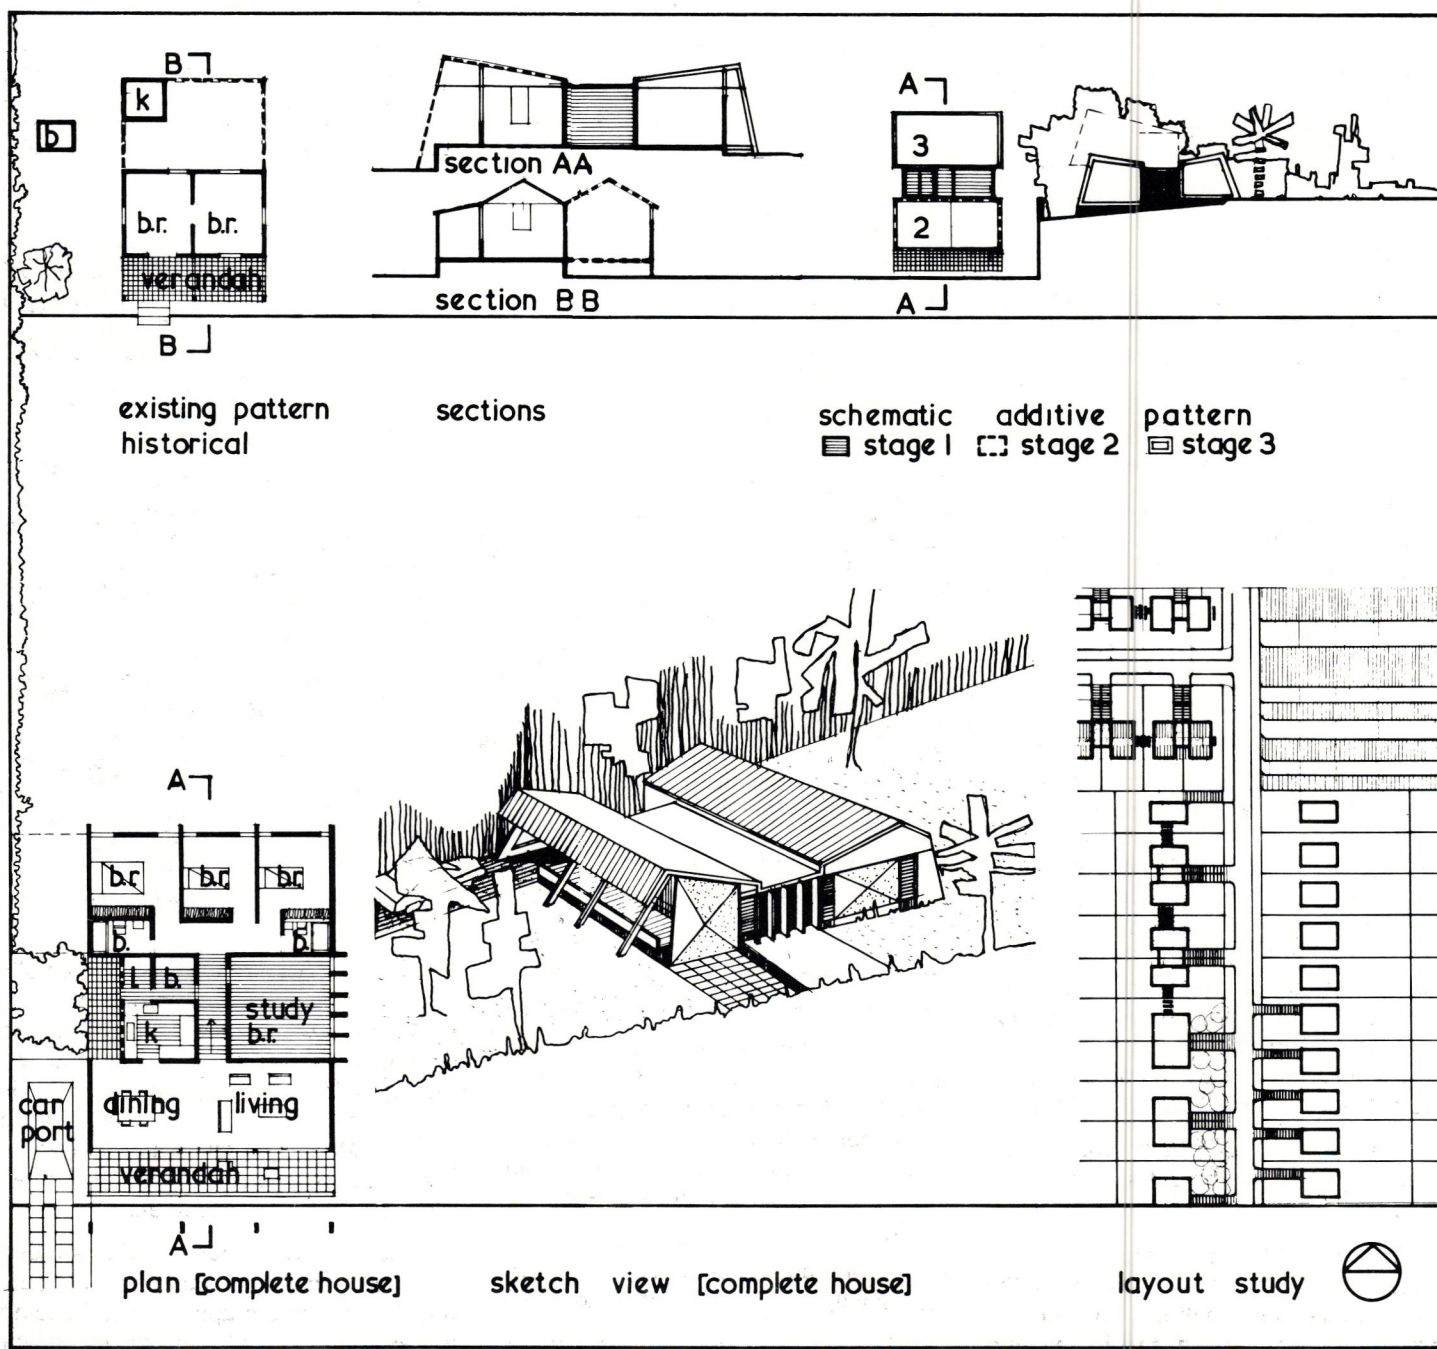 B
k
b
b.r. b.r.
verandah
B
section AA
section BB
A
3
2
A
existing pattern
historical
sections
schematic additive pattern
stage 1 stage 2 stage 3
A
b.r. b.r. b.r.
b. b.
l. b.
study
b.r.
k
car
port
dining living
verandah
A
plan [complete house]
sketch view [complete house]
layout study